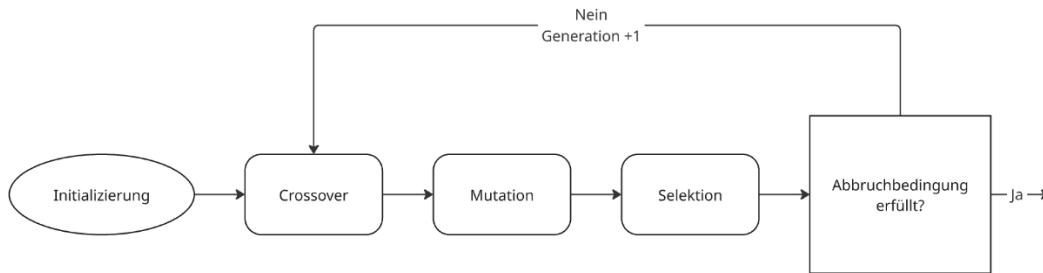 Nein
Generation +1
Initializierung
Crossover
Mutation
Selektion
Abbruchbedingung
erfüllt?
Ja